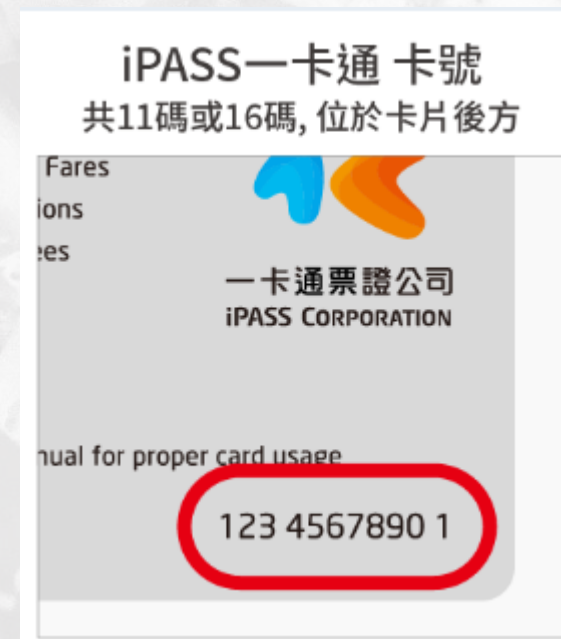 iPASS一卡通 卡號
共11碼或16碼, 位於卡片後方
Fares
ions
ees
一卡通票證公司
iPASS CORPORATION
nual for proper card usage
123 4567890 1